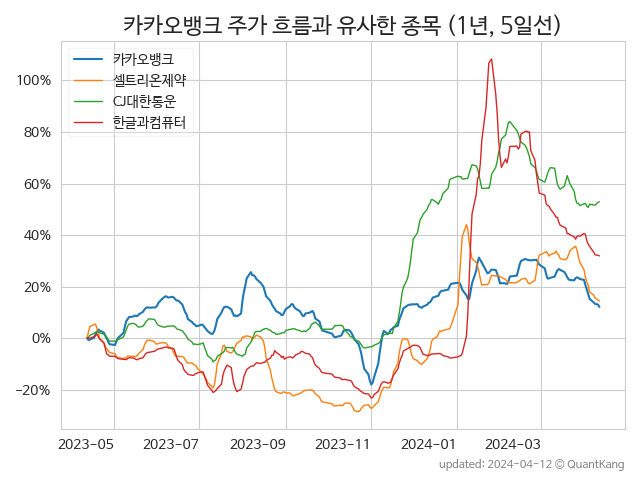 카카오뱅크 주가 흐름과 유사한 종목 (1년, 5일선)
카카오뱅크
셀트리온제약
CJ대한통운
한글과컴퓨터
100%
80%
60%
40%
20%
0%
−20%
2023-05 2023-07 2023-09 2023-11 2024-01 2024-03
updated: 2024-04-12 © QuantKang